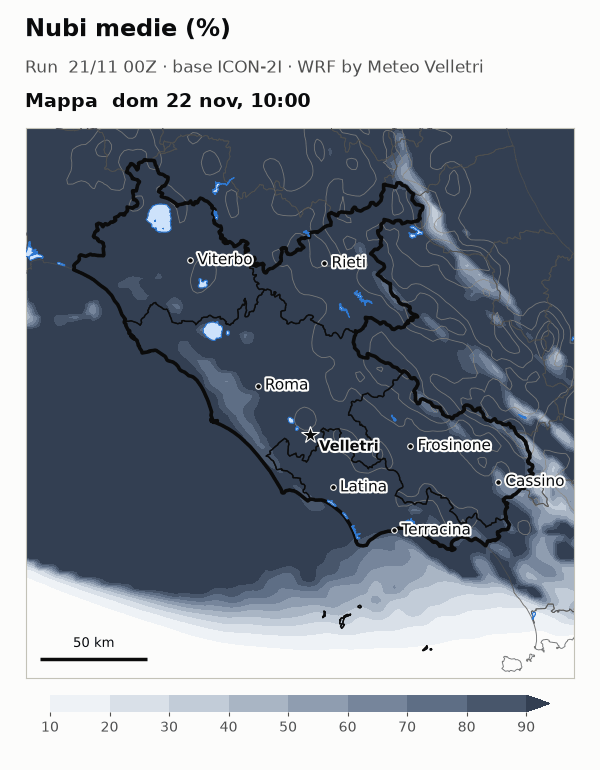 Nubi medie (%)
Run 21/11 00Z · base ICON-2I · WRF by Meteo Velletri
Mappa dom 22 nov, 10:00
Viterbo
Rieti
Roma
Velletri
Frosinone
Cassino
Latina
Terracina
50 km
10 20 30 40 50 60 70 80 90